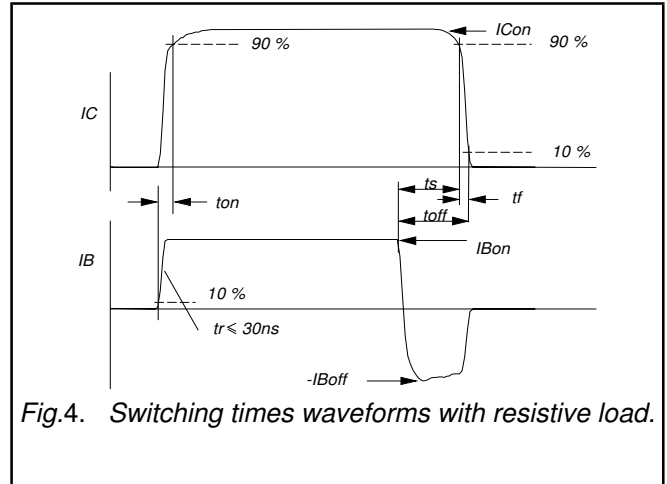 ICon
90 %
90 %
IC
10 %
ts
ton
tf
toff
IB
IBon
10 %
tr ≤ 30ns
-IBoff
Fig.4. Switching times waveforms with resistive load.